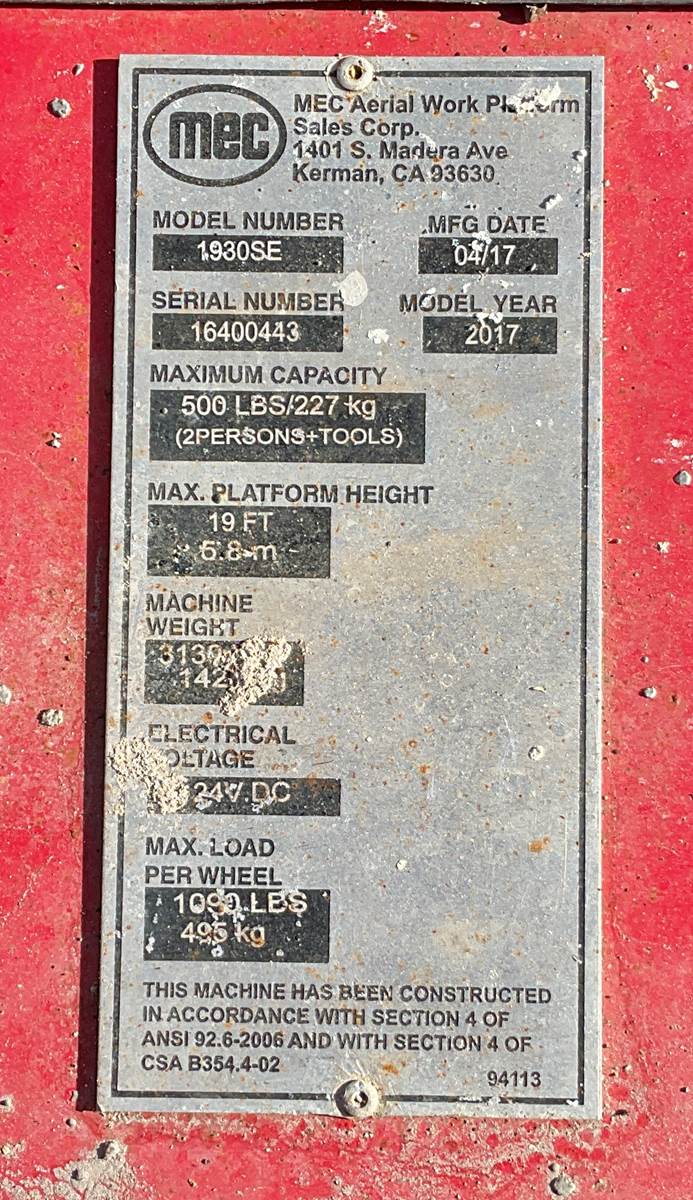 mec
MEC Aerial Work Platform
Sales Corp.
1401 S. Madera Ave
Kerman, CA 93630
MODEL NUMBER
1930SE
MFG DATE
04/17
SERIAL NUMBER
16400443
MODEL YEAR
2017
MAXIMUM CAPACITY
500 LBS/227 kg
(2PERSONS+TOOLS)
MAX. PLATFORM HEIGHT
19 FT
5.8 m
MACHINE
WEIGHT
ELECTRICAL
VOLTAGE
24V DC
MAX. LOAD
PER WHEEL
1090 LBS
495 kg
THIS MACHINE HAS BEEN CONSTRUCTED
IN ACCORDANCE WITH SECTION 4 OF
ANSI 92.6-2006 AND WITH SECTION 4 OF
CSA B354.4-02
94113